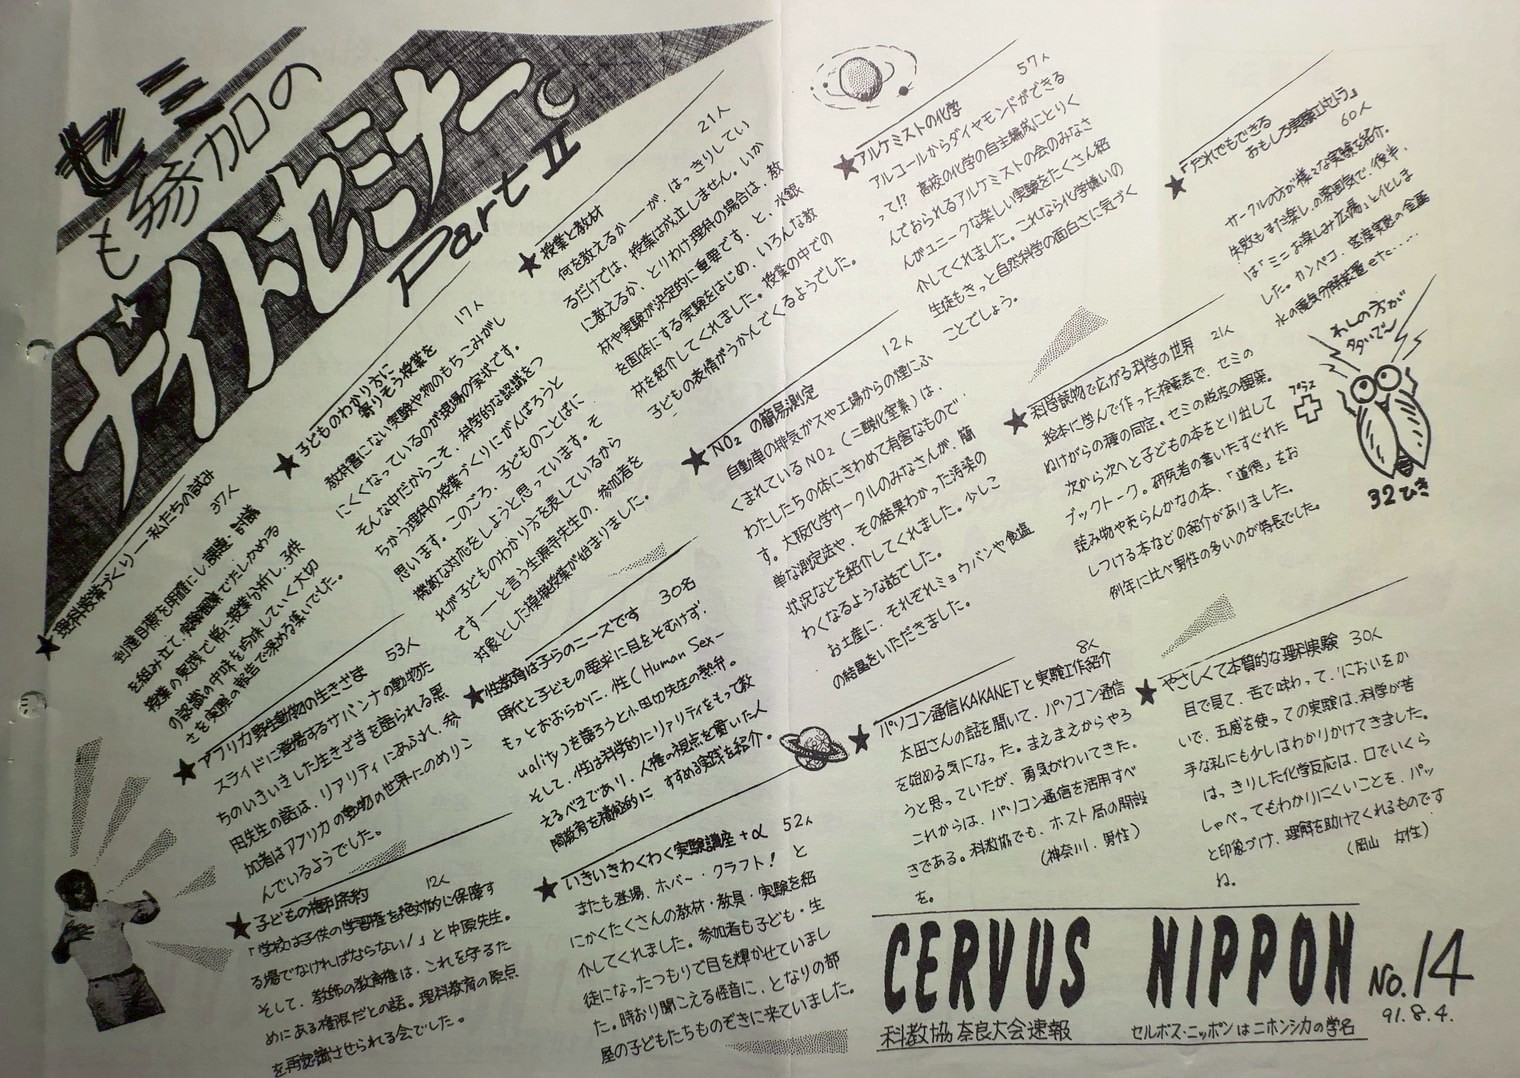 セミ
も参加の
ナイトセミナー
Part II
★理科授業づくり―私たちの試み
37人
到達目標を明確にし課題・討論
を組み立て、実験観察でたしかめる
授業の実践で順に授業分析し、子供
の認識の中味を吟味していく大切
さを実際の報告で深める集いでした。
★子どものわかり方に
寄りそう授業を
17人
教科書にない実験や物のもちこみがし
にくくなっているのが現場の実状です。
そんな中だからこそ、科学的な認識をつ
ちかう理科の授業づくりにがんばろうと
思います。このごろ、子どものことばに
機敏な対応をしようと思っています。そ
れが子どものわかり方を表しているから
です――と言う生源寺先生の、参加者を
対象とした模擬授業が始まりました。
★授業と教材
21人
何を教えるか――が、はっきりしてい
るだけでは、授業は成立しません。いか
に教えるか、とりわけ理科の場合は、教
材や実験が決定的に重要です、と、水銀
を固体にする実験をはじめ、いろんな教
材を紹介してくれました。授業の中での
子どもの表情がうかんでくるようでした。
★アルケミストの化学
57人
アルコールからダイヤモンドができる
って!?高校の化学の自主編成にとりく
んでおられるアルケミストの会のみなさ
んがユニークな楽しい実験をたくさん紹
介してくれました。これなら化学嫌いの
生徒もきっと自然科学の面白さに気づく
ことでしょう。
★「だれでもできる
おもしろ実験工作しよう」
60人
サークルの方が様々な実験を紹介。
失敗もまた楽し、の雰囲気で、後半、
は「ミニお楽しみ広場」と化しま
した。カンペコ、密度実験の金属
水の電気分解装置 etc……
★アフリカ野生動物の生きざま
53人
スライドに登場するサバンナの動物た
ちのいきいきした生きざまを語られる黒
田先生の話は、リアリティにあふれ、参
加者はアフリカの動物の世界にのめりこ
んでいるようでした。
★性教育は子らのニーズです
30名
時代と子どもの要求に目をそむけず、
もっとおおらかに、性(Human Sex-
uality)を語ろうと小田切先生の熱弁。
そして、性は科学的にリアリティをもって教
えるべきであり、人権の視点を貫いた人
間教育を積極的に すすめる実践を紹介。
★NO₂の簡易測定
12人
自動車の排気ガスや工場からの煙にふ
くまれているNO₂(二酸化窒素)は、
わたしたちの体にきわめて有害なもので
す。大阪化学サークルのみなさんが、簡
単な測定法や、その結果わかった汚染の
状況などを紹介してくれました。少しこ
わくなるような話でした。
お土産に、それぞれミョウバンや食塩
の結晶をいただきました。
★科学読物で広がる科学の世界
21人
絵本に学んで作った検索表で、セミの
ぬけがらの種の同定。セミの脱皮の観察。
次から次へと子どもの本をとり出して
ブックトーク。研究者の書いたすぐれた
読み物や売らんかなの本、「道徳」をお
しつける本などの紹介がありました。
例年に比べ男性の多いのが特長でした。
プラス
わしの方が
多いでー
32ひき
★子どもの権利条約
12人
「学校は子供の学習権を絶対的に保障す
る場でなければならない!」と中原先生。
そして、教師の教育権は、これを守るた
めにある権限だとの話。理科教育の原点
を再認識させられる会でした。
★いきいきわくわく実験講座+α
52人
またも登場、ホバー・クラフト!と
にかくたくさんの教材・教具・実験を紹
介してくれました。参加者も子ども・生
徒になったつもりで目を輝かせていまし
た。時おり聞こえる怪音に、となりの部
屋の子どもたちものぞきに来ていました。
★パソコン通信KAKANETと実験工作紹介
8人
太田さんの話を聞いて、パソコン通信
を始める気になった。まえまえからやろ
うと思っていたが、勇気がわいてきた。
これからは、パソコン通信を活用すべ
きである。科教協でも、ホスト局の開設
を。
(神奈川、男性)
★やさしくて本質的な理科実験
30人
目で見て、舌で味わって、においをか
いで、五感を使っての実験は、科学が苦
手な私にも少しはわかりかけてきました。
はっきりした化学反応は、口でいくら
しゃべってもわかりにくいことを、パッ
と印象づけ、理解を助けてくれるものです
ね。
(岡山 女性)
CERVUS NIPPON No.14
科教協奈良大会速報
セルボス・ニッポンはニホンジカの学名
91.8.4.